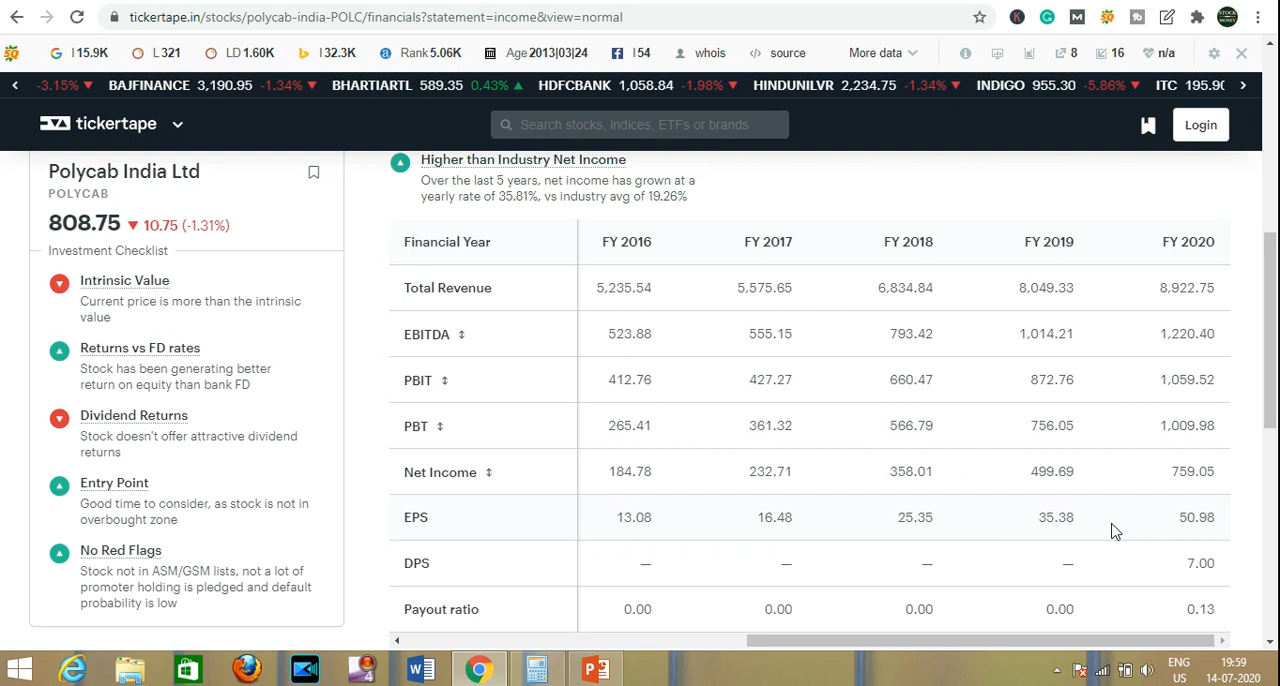 tickertape.in/stocks/polycab-india-POLC/financials?statement=income&view=normal
I 15.9K L 321 LD 1.60K I 32.3K Rank 5.06K Age 2013|03|24 I 54 whois source More data 8 16 n/a
-3.15% ▼ BAJFINANCE 3,190.95 -1.34% ▼ BHARTIARTL 589.35 0.43% ▲ HDFCBANK 1,058.84 -1.98% ▼ HINDUNILVR 2,234.75 -1.34% ▼ INDIGO 955.30 -5.86% ▼ ITC 195.90
tickertape Search stocks, indices, ETFs or brands Login
Polycab India Ltd
POLYCAB
808.75 ▼ 10.75 (-1.31%)
Investment Checklist
Intrinsic Value
Current price is more than the intrinsic
value
Returns vs FD rates
Stock has been generating better
return on equity than bank FD
Dividend Returns
Stock doesn't offer attractive dividend
returns
Entry Point
Good time to consider, as stock is not in
overbought zone
No Red Flags
Stock not in ASM/GSM lists, not a lot of
promoter holding is pledged and default
probability is low
Higher than Industry Net Income
Over the last 5 years, net income has grown at a
yearly rate of 35.81%, vs industry avg of 19.26%
Financial Year FY 2016 FY 2017 FY 2018 FY 2019 FY 2020
Total Revenue 5,235.54 5,575.65 6,834.84 8,049.33 8,922.75
EBITDA 523.88 555.15 793.42 1,014.21 1,220.40
PBIT 412.76 427.27 660.47 872.76 1,059.52
PBT 265.41 361.32 566.79 756.05 1,009.98
Net Income 184.78 232.71 358.01 499.69 759.05
EPS 13.08 16.48 25.35 35.38 50.98
DPS — — — — 7.00
Payout ratio 0.00 0.00 0.00 0.00 0.13
ENG
US
19:59
14-07-2020